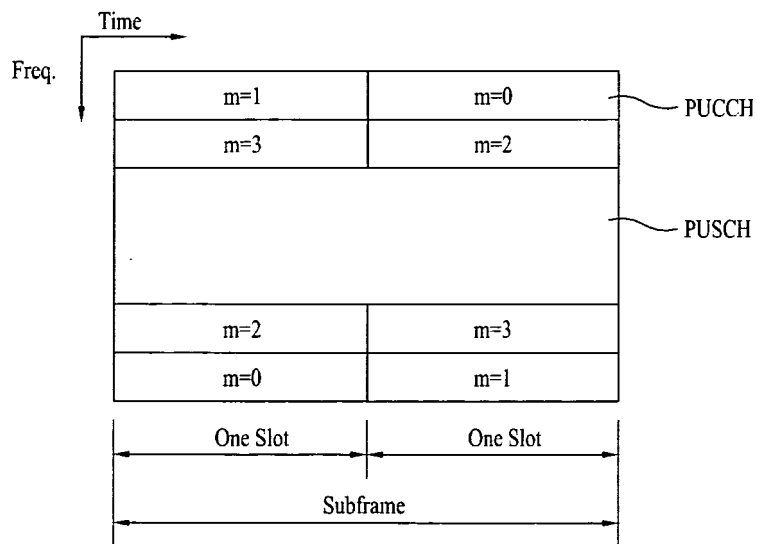 Time
Freq.
m=1 m=0
PUCCH
m=3 m=2
PUSCH
m=2 m=3
m=0 m=1
One Slot One Slot
Subframe